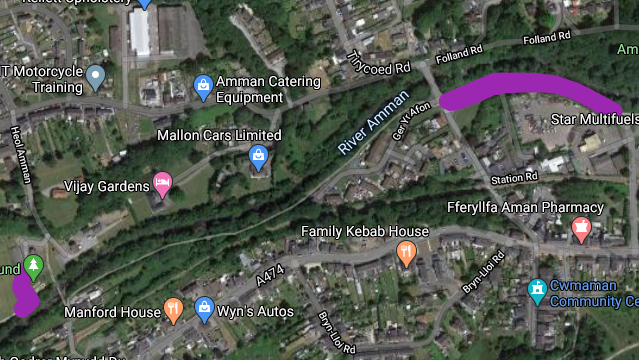 Kellett Upholstery
Folland Rd
Folland Rd
Tirycoed Rd
Am
T Motorcycle
Training
Amman Catering
Equipment
River Amman
Ger Yr Afon
Star Multifuels
Mallon Cars Limited
Heol Amman
Vijay Gardens
Station Rd
Fferyllfa Aman Pharmacy
Family Kebab House
und
A474
Bryn-Lloi Rd
Cwmaman
Community Ce
Manford House
Wyn's Autos
Bryn-Lloi Rd